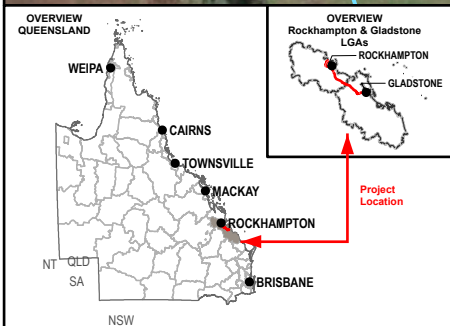 OVERVIEW
QUEENSLAND
WEIPA
CAIRNS
TOWNSVILLE
MACKAY
ROCKHAMPTON
BRISBANE
NT QLD
SA
NSW
OVERVIEW
Rockhampton & Gladstone
LGAs
ROCKHAMPTON
GLADSTONE
Project
Location